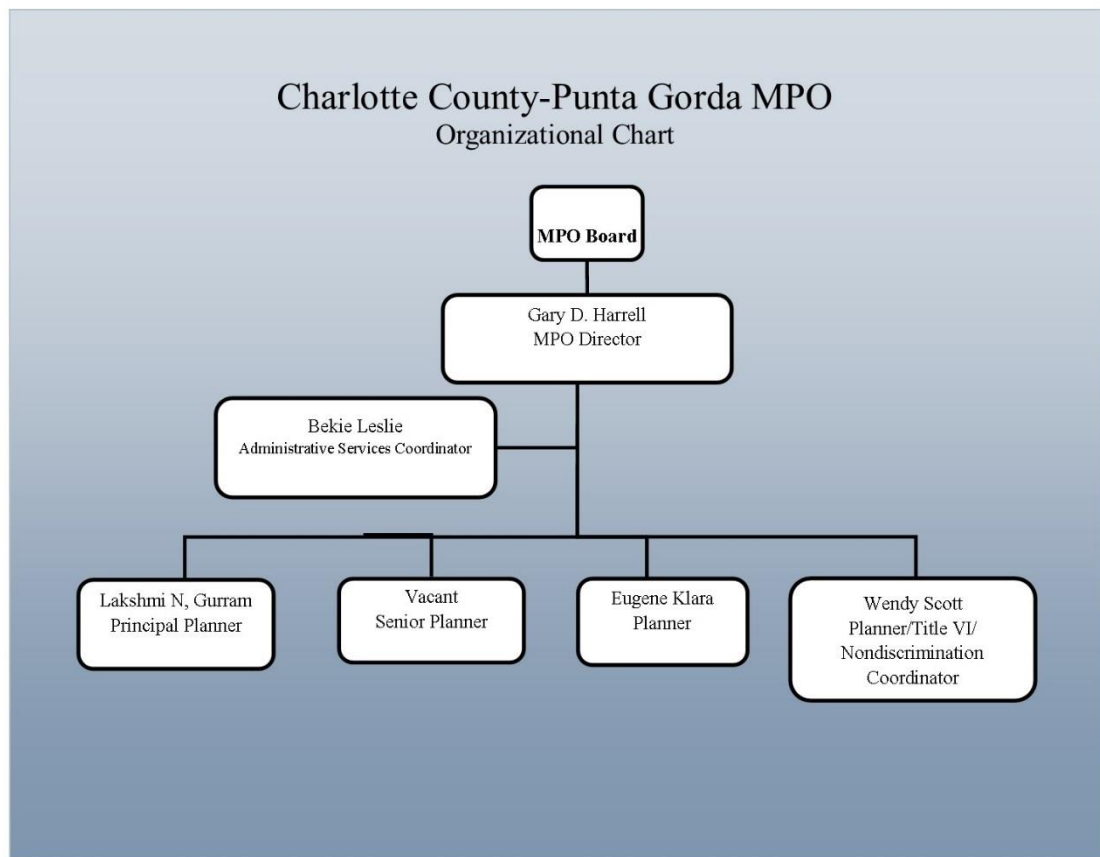 Charlotte County-Punta Gorda MPO
Organizational Chart
MPO Board
Gary D. Harrell
MPO Director
Bekie Leslie
Administrative Services Coordinator
Lakshmi N, Gurram
Principal Planner
Vacant
Senior Planner
Eugene Klara
Planner
Wendy Scott
Planner/Title VI/
Nondiscrimination
Coordinator